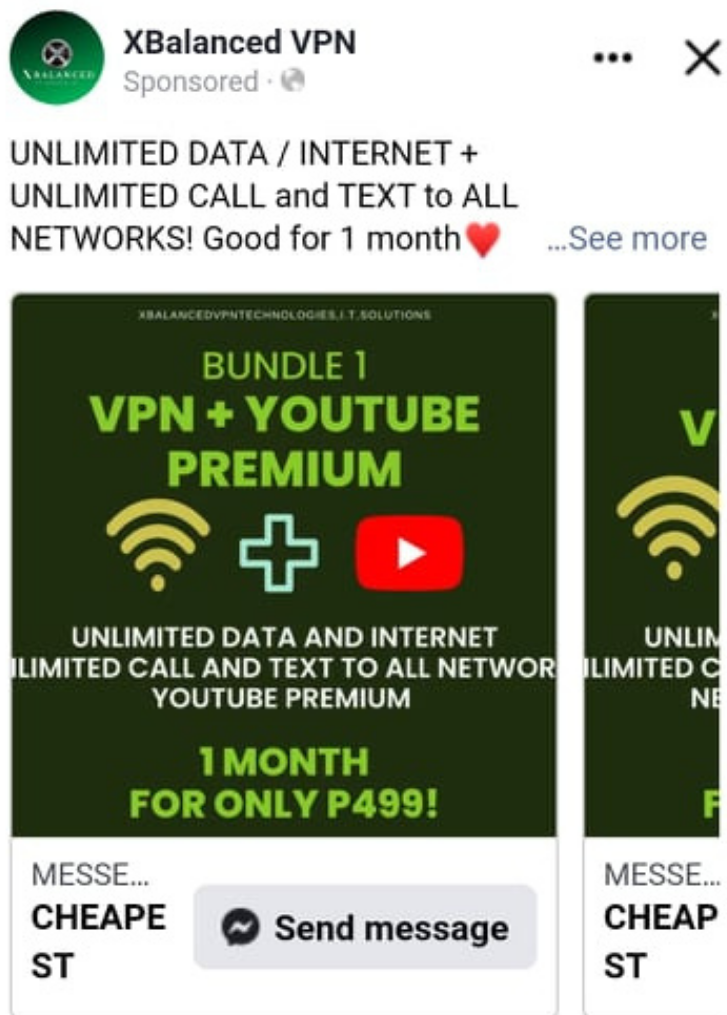 XBALANCED
XBalanced VPN
Sponsored ·
UNLIMITED DATA / INTERNET +
UNLIMITED CALL and TEXT to ALL
NETWORKS! Good for 1 month❤️ ...See more
XBALANCEDVPNTECHNOLOGIES,I.T.SOLUTIONS
BUNDLE 1
VPN + YOUTUBE
PREMIUM
UNLIMITED DATA AND INTERNET
LIMITED CALL AND TEXT TO ALL NETWOR
YOUTUBE PREMIUM
1 MONTH
FOR ONLY P499!
MESSE...
CHEAPE
ST
Send message
V
UNLIM
LIMITED C
NE
F
MESSE...
CHEAP
ST